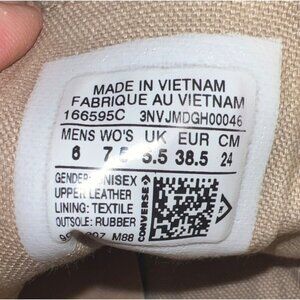 MADE IN VIETNAM
FABRIQUE AU VIETNAM
166595C 3NVJMDGH00046
MENS WO'S UK EUR CM
6 7.5 5.5 38.5 24
GENDER: UNISEX
UPPER: LEATHER
LINING: TEXTILE
OUTSOLE: RUBBER
M88
CONVERSE